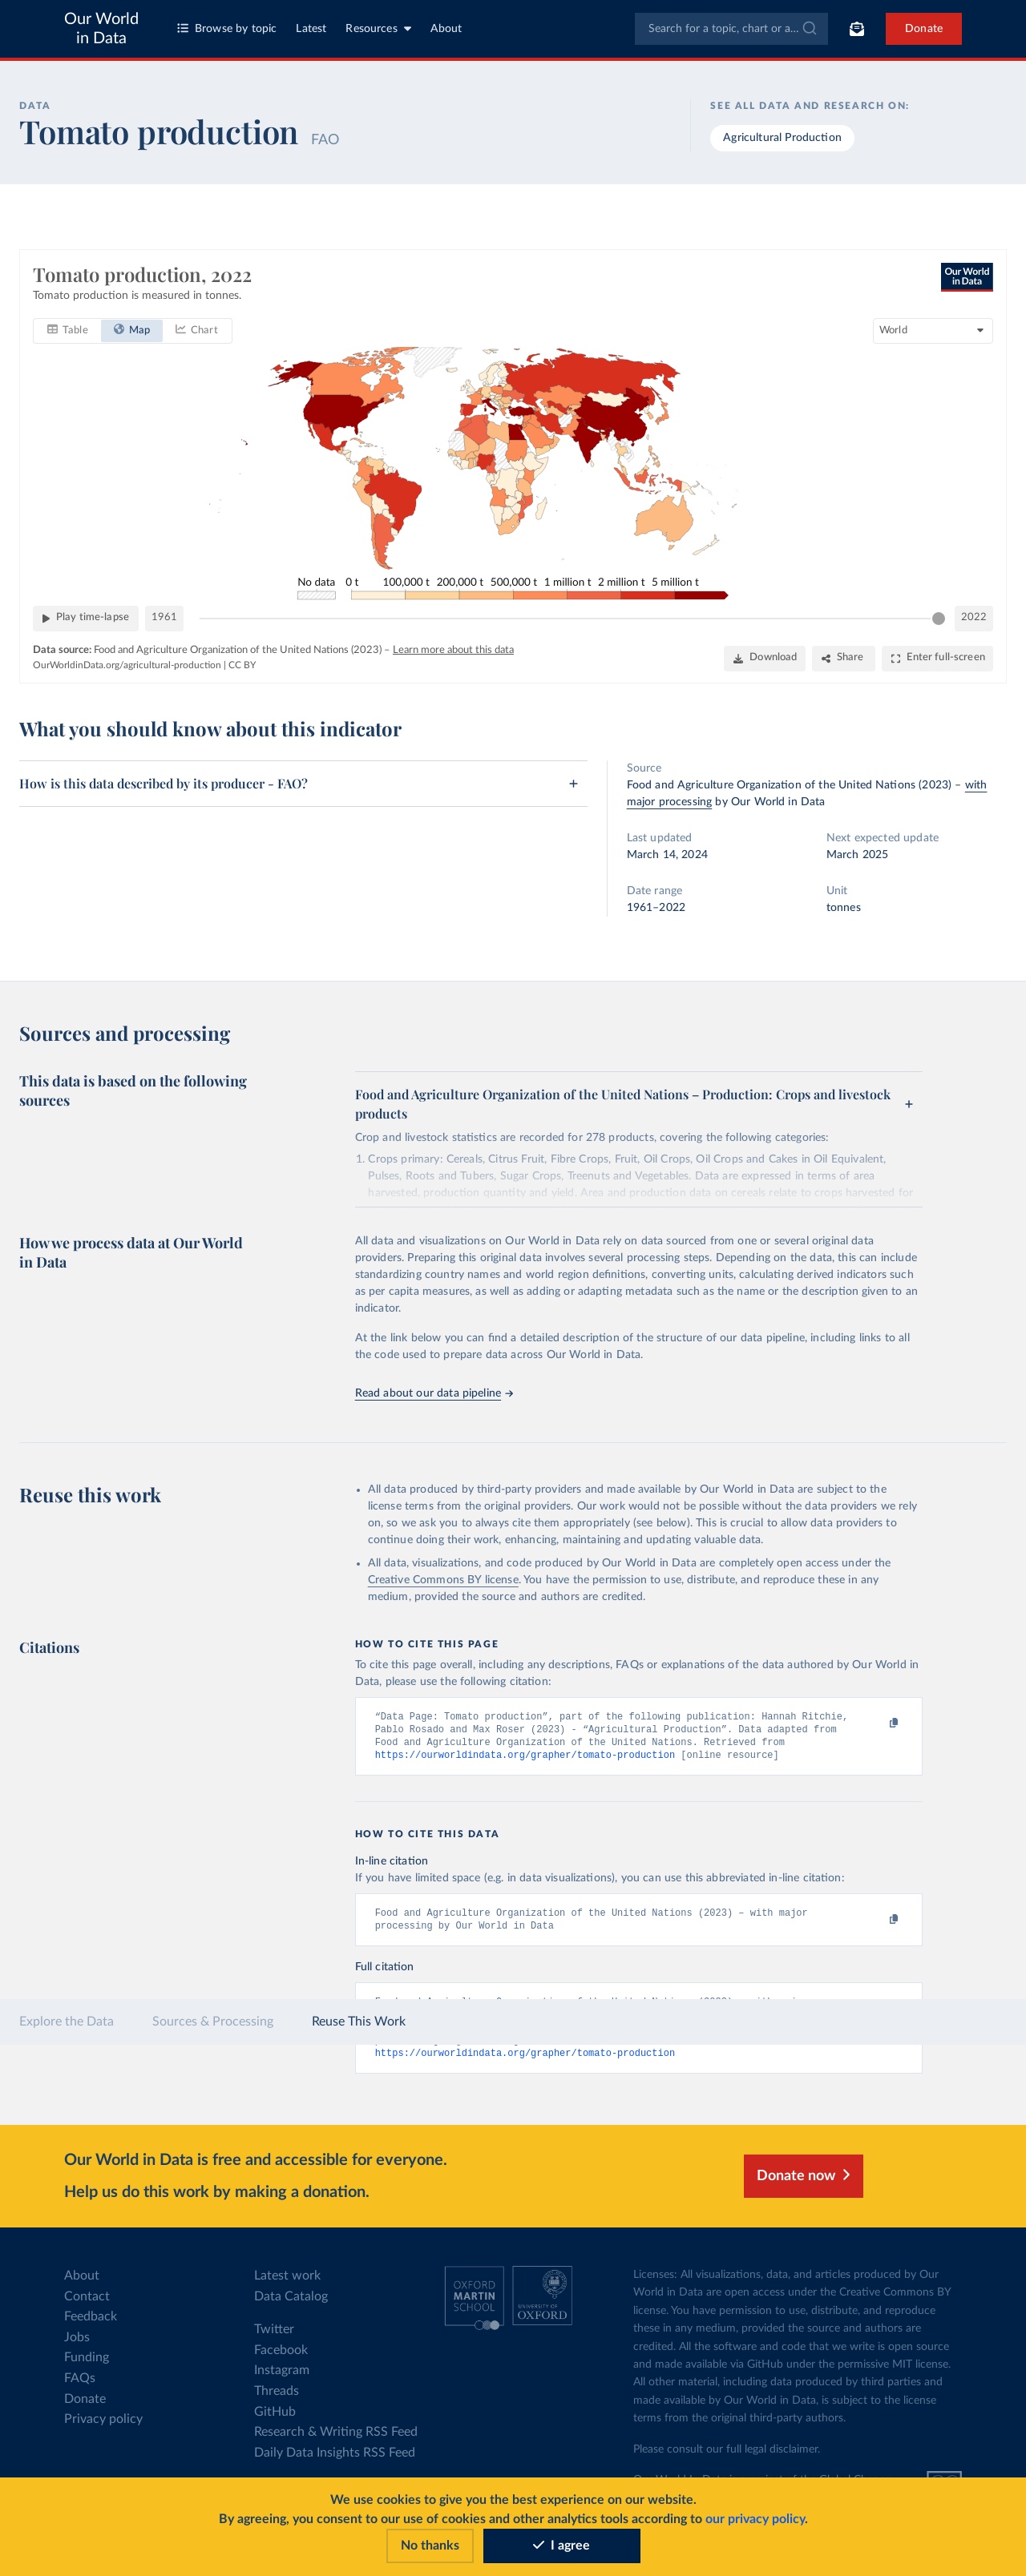 Our World
in Data
Browse by topic
Latest
Resources
About
Search for a topic, chart or a...
Donate
DATA
Tomato production FAO
SEE ALL DATA AND RESEARCH ON:
Agricultural Production
Tomato production, 2022
Tomato production is measured in tonnes.
Our World
in Data
Table
Map
Chart
World
No data
0 t
100,000 t
200,000 t
500,000 t
1 million t
2 million t
5 million t
Play time-lapse
1961
2022
Data source: Food and Agriculture Organization of the United Nations (2023) – Learn more about this data
OurWorldinData.org/agricultural-production | CC BY
Download
Share
Enter full-screen
What you should know about this indicator
How is this data described by its producer - FAO?
+
Source
Food and Agriculture Organization of the United Nations (2023) – with
major processing by Our World in Data
Last updated
March 14, 2024
Next expected update
March 2025
Date range
1961–2022
Unit
tonnes
Sources and processing
This data is based on the following
sources
Food and Agriculture Organization of the United Nations – Production: Crops and livestock
products
+
Crop and livestock statistics are recorded for 278 products, covering the following categories:
1. Crops primary: Cereals, Citrus Fruit, Fibre Crops, Fruit, Oil Crops, Oil Crops and Cakes in Oil Equivalent,
Pulses, Roots and Tubers, Sugar Crops, Treenuts and Vegetables. Data are expressed in terms of area
harvested, production quantity and yield. Area and production data on cereals relate to crops harvested for
How we process data at Our World
in Data
All data and visualizations on Our World in Data rely on data sourced from one or several original data
providers. Preparing this original data involves several processing steps. Depending on the data, this can include
standardizing country names and world region definitions, converting units, calculating derived indicators such
as per capita measures, as well as adding or adapting metadata such as the name or the description given to an
indicator.
At the link below you can find a detailed description of the structure of our data pipeline, including links to all
the code used to prepare data across Our World in Data.
Read about our data pipeline →
Reuse this work
• All data produced by third-party providers and made available by Our World in Data are subject to the
license terms from the original providers. Our work would not be possible without the data providers we rely
on, so we ask you to always cite them appropriately (see below). This is crucial to allow data providers to
continue doing their work, enhancing, maintaining and updating valuable data.
• All data, visualizations, and code produced by Our World in Data are completely open access under the
Creative Commons BY license. You have the permission to use, distribute, and reproduce these in any
medium, provided the source and authors are credited.
Citations
HOW TO CITE THIS PAGE
To cite this page overall, including any descriptions, FAQs or explanations of the data authored by Our World in
Data, please use the following citation:
“Data Page: Tomato production”, part of the following publication: Hannah Ritchie,
Pablo Rosado and Max Roser (2023) - “Agricultural Production”. Data adapted from
Food and Agriculture Organization of the United Nations. Retrieved from
https://ourworldindata.org/grapher/tomato-production [online resource]
HOW TO CITE THIS DATA
In-line citation
If you have limited space (e.g. in data visualizations), you can use this abbreviated in-line citation:
Food and Agriculture Organization of the United Nations (2023) – with major
processing by Our World in Data
Full citation
Explore the Data
Sources & Processing
Reuse This Work
https://ourworldindata.org/grapher/tomato-production
Our World in Data is free and accessible for everyone.
Help us do this work by making a donation.
Donate now
About
Contact
Feedback
Jobs
Funding
FAQs
Donate
Privacy policy
Latest work
Data Catalog
Twitter
Facebook
Instagram
Threads
GitHub
Research & Writing RSS Feed
Daily Data Insights RSS Feed
OXFORD
MARTIN
SCHOOL
UNIVERSITY OF
OXFORD
Licenses: All visualizations, data, and articles produced by Our
World in Data are open access under the Creative Commons BY
license. You have permission to use, distribute, and reproduce
these in any medium, provided the source and authors are
credited. All the software and code that we write is open source
and made available via GitHub under the permissive MIT license.
All other material, including data produced by third parties and
made available by Our World in Data, is subject to the license
terms from the original third-party authors.
Please consult our full legal disclaimer.
We use cookies to give you the best experience on our website.
By agreeing, you consent to our use of cookies and other analytics tools according to our privacy policy.
No thanks
I agree